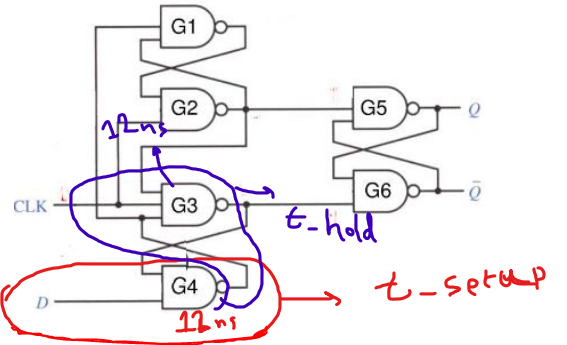 G1
G2
G5
Q
12ns
CLK
G3
G6
Q̄
t_hold
G4
t_setup
D
12ns